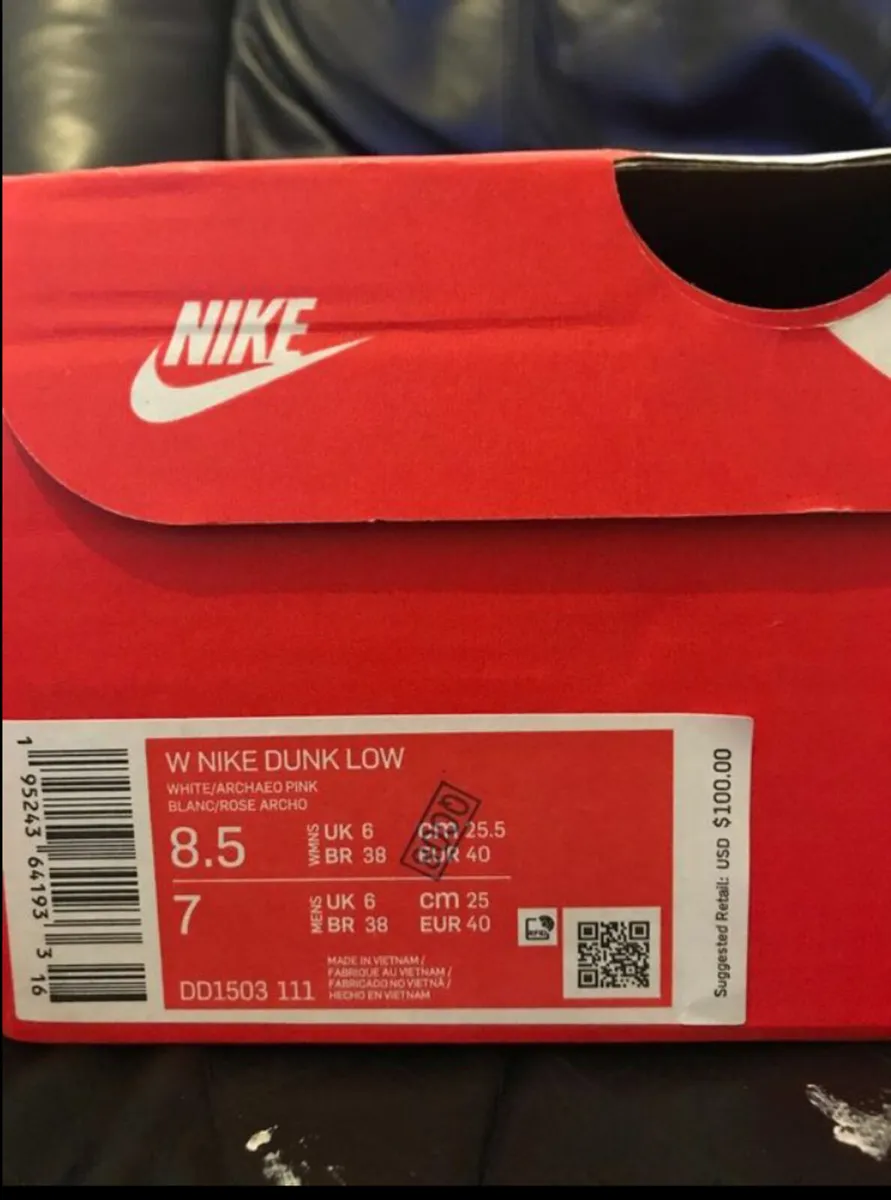 NIKE
W NIKE DUNK LOW
WHITE/ARCHAEO PINK
BLANC/ROSE ARCHO
8.5 WMNS UK 6 cm 25.5
BR 38 EUR 40
7 MENS UK 6 cm 25
BR 38 EUR 40
MADE IN VIETNAM /
FABRIQUE AU VIETNAM /
FABRICADO NO VIETNÃ /
HECHO EN VIETNAM
DD1503 111
1 95243 64193 3 16
Suggested Retail: USD $100.00